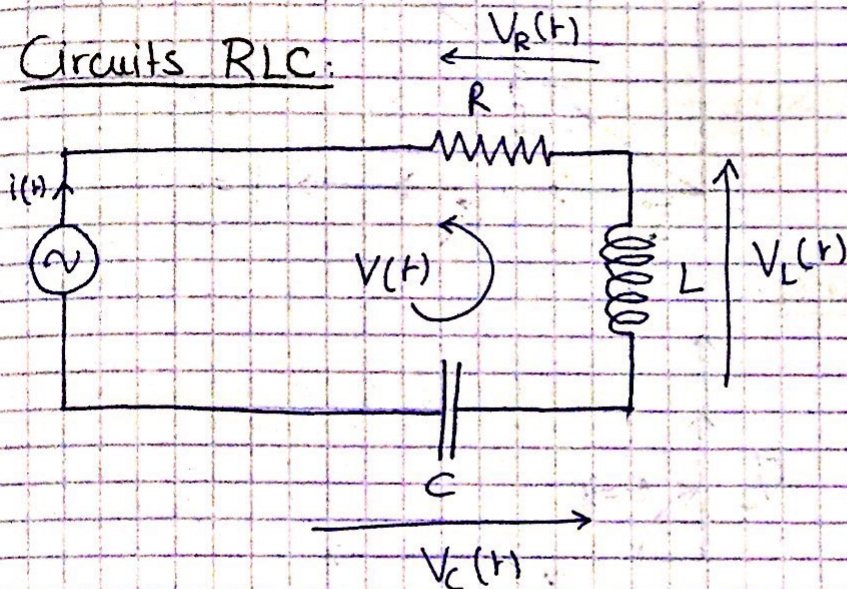 Circuits RLC:
V_R(t)
R
i(t)
V(t)
L
V_L(t)
C
V_C(t)